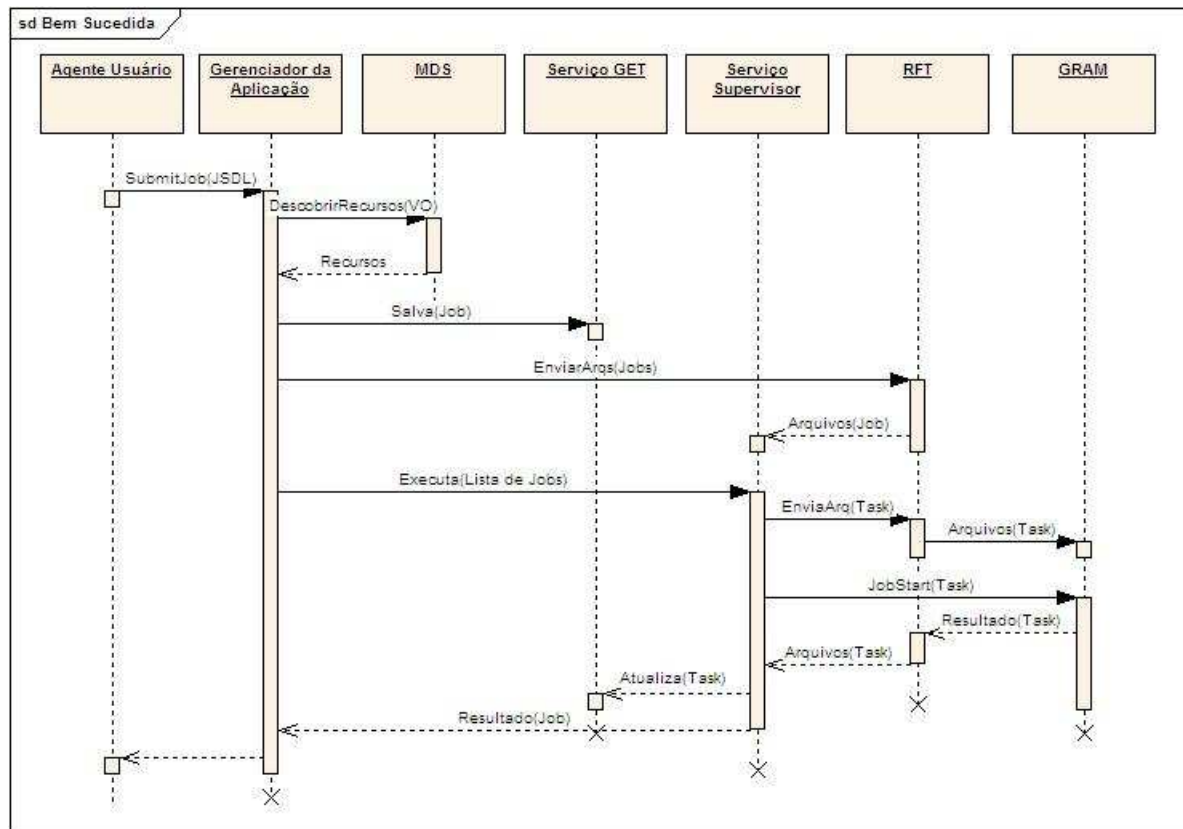 sd Bem Sucedida
Agente Usuário
Gerenciador da
Aplicação
MDS
Serviço GET
Serviço
Supervisor
RFT
GRAM
SubmitJob(JSDL)
DescobrirRecursos(VO)
Recursos
Salva(Job)
EnviarArqs(Jobs)
Arquivos(Job)
Executa(Lista de Jobs)
EnviaArq(Task)
Arquivos(Task)
JobStart(Task)
Resultado(Task)
Arquivos(Task)
Atualiza(Task)
Resultado(Job)